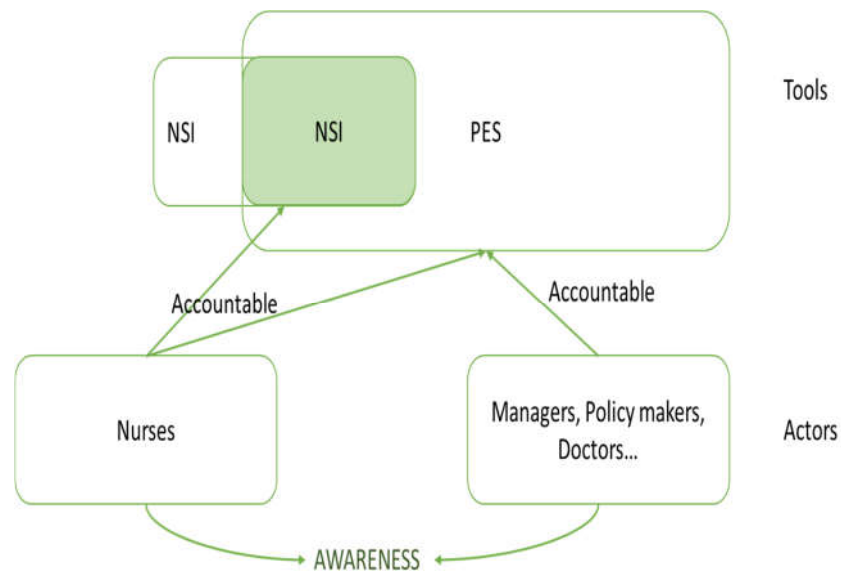 Tools
NSI
NSI
PES
Accountable
Accountable
Nurses
Managers, Policy makers,
Doctors...
Actors
AWARENESS